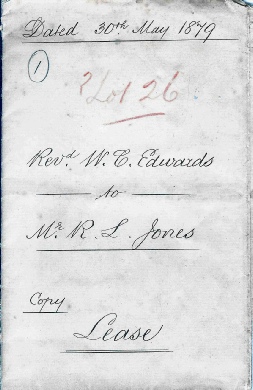 Dated 30th May 1879
1
? Lot 26
Revd. W. E. Edwards
to
Mr. R. L. Jones
Copy
Lease